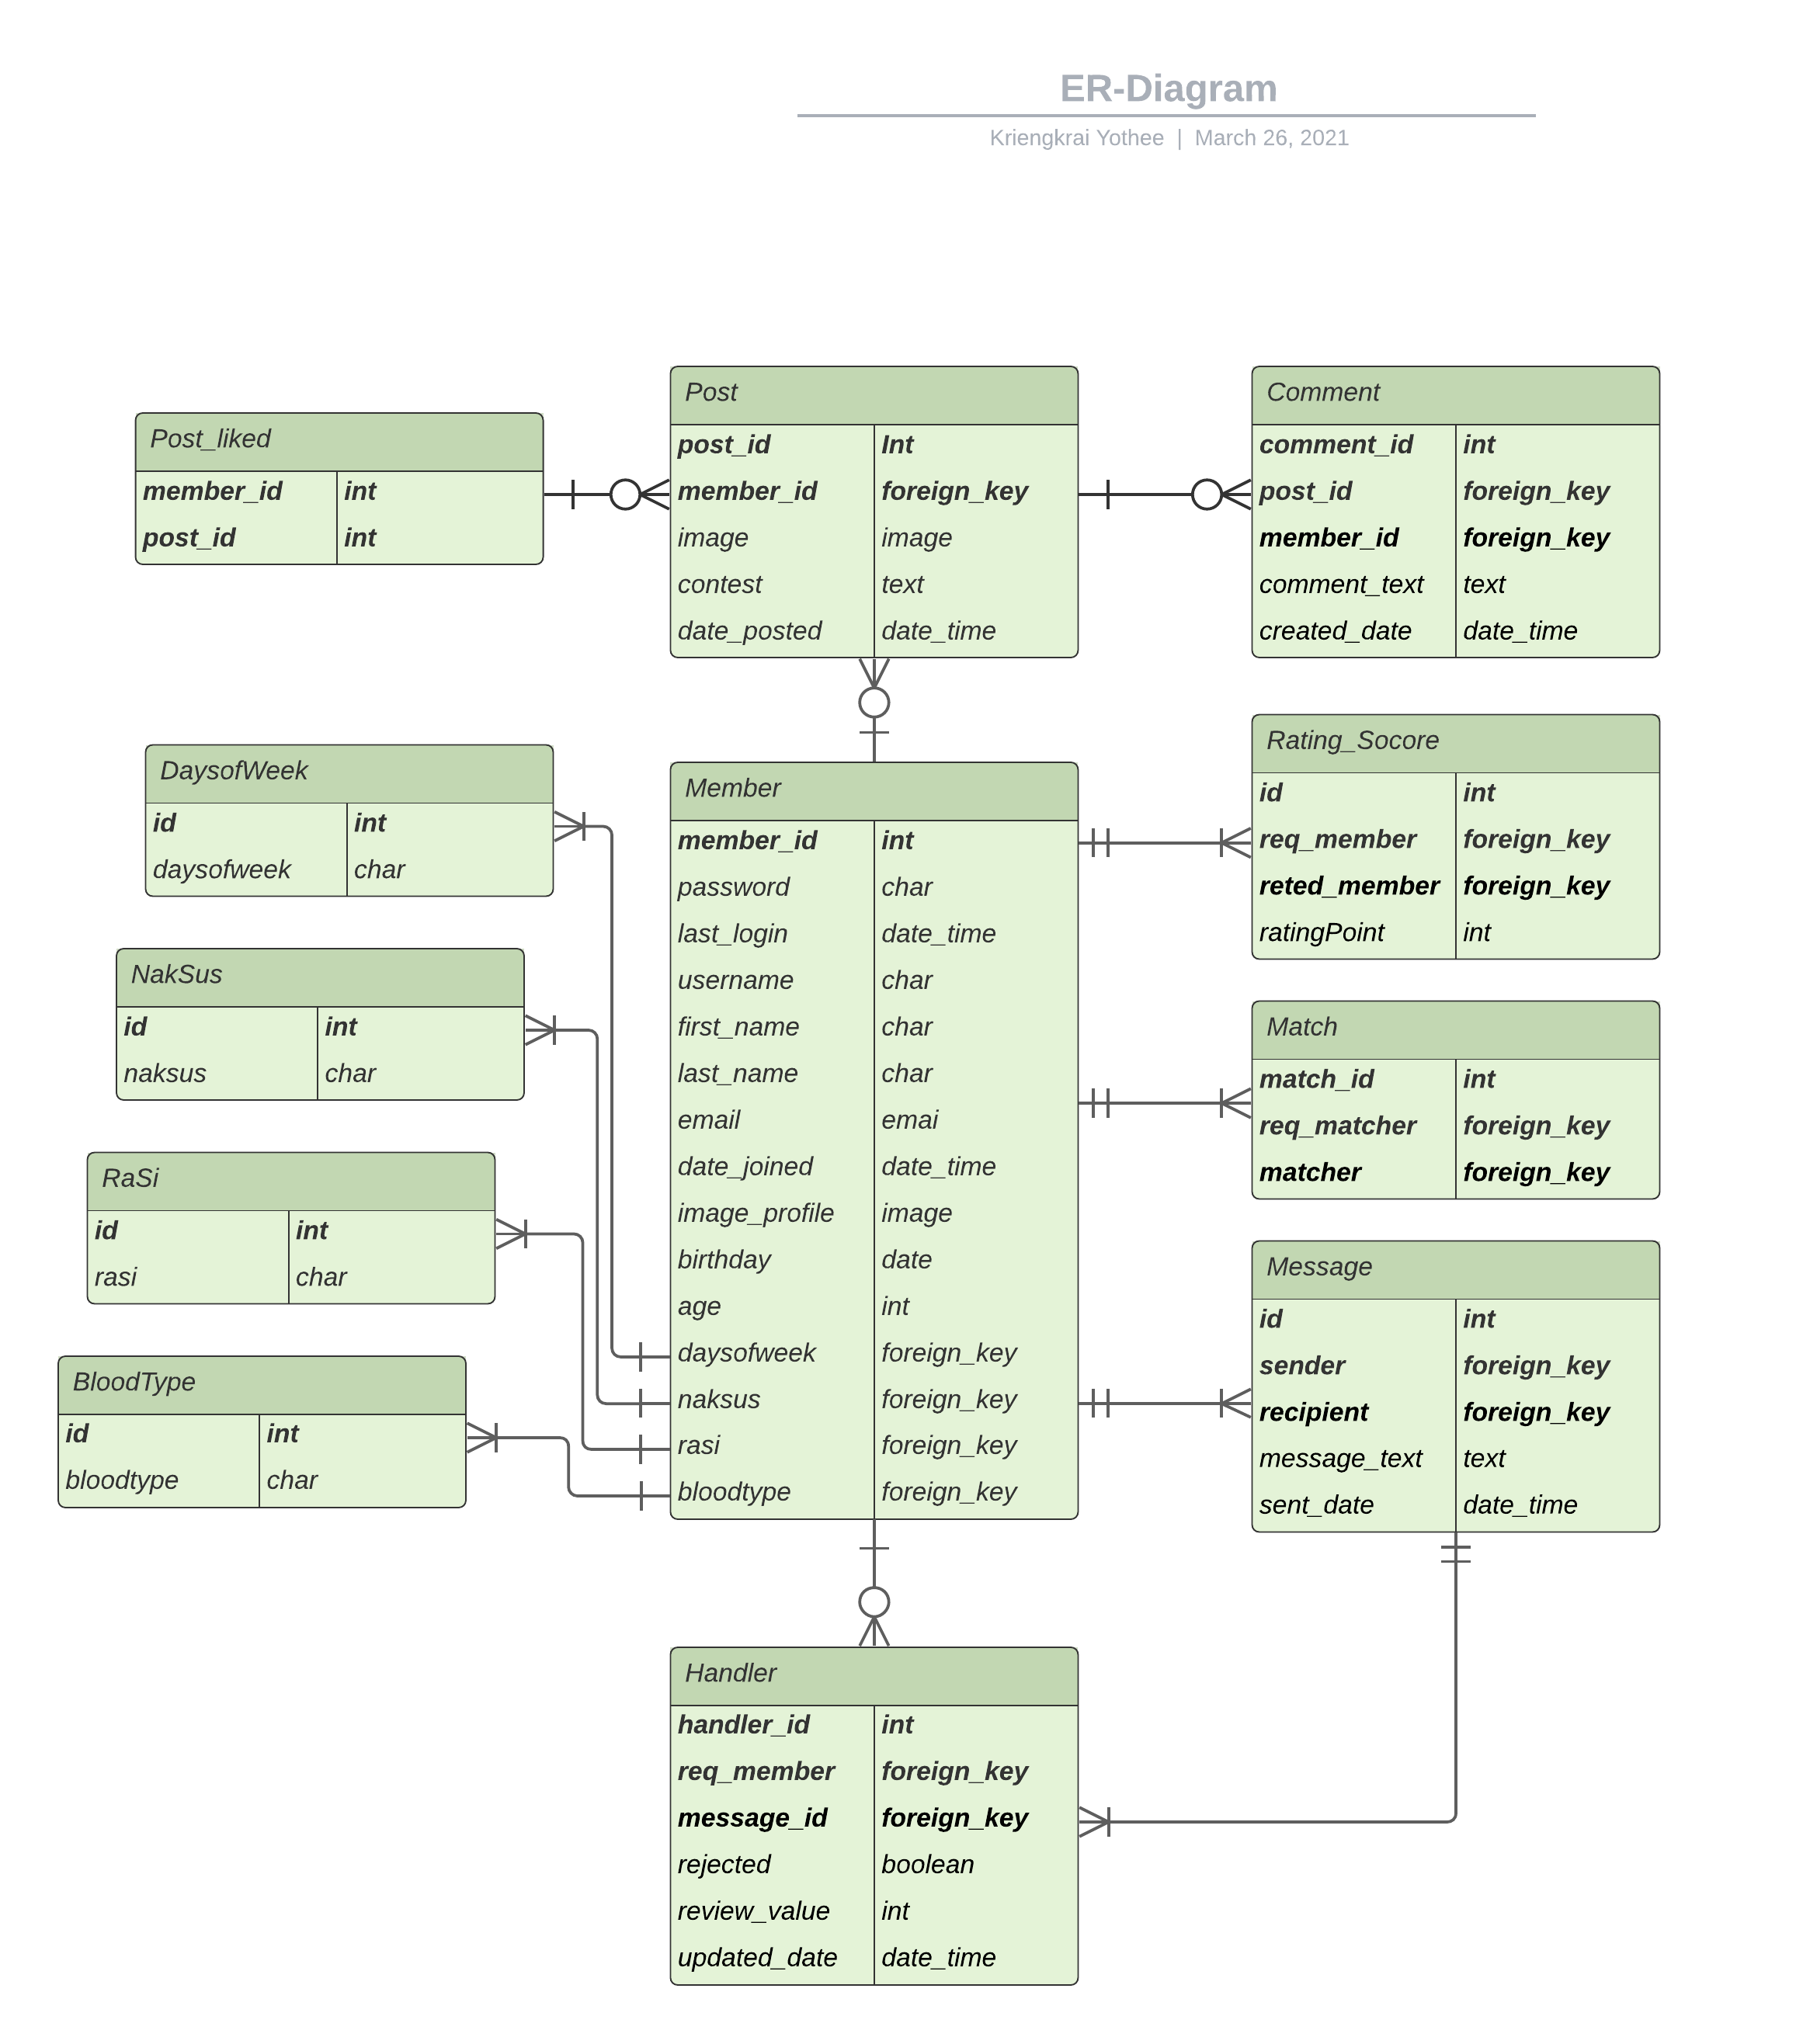 ER-Diagram
Kriengkrai Yothee | March 26, 2021
Post_liked
member_id int
post_id int
Post
post_id Int
member_id foreign_key
image image
contest text
date_posted date_time
Comment
comment_id int
post_id foreign_key
member_id foreign_key
comment_text text
created_date date_time
DaysofWeek
id int
daysofweek char
NakSus
id int
naksus char
RaSi
id int
rasi char
BloodType
id int
bloodtype char
Member
member_id int
password char
last_login date_time
username char
first_name char
last_name char
email emai
date_joined date_time
image_profile image
birthday date
age int
daysofweek foreign_key
naksus foreign_key
rasi foreign_key
bloodtype foreign_key
Rating_Socore
id int
req_member foreign_key
reted_member foreign_key
ratingPoint int
Match
match_id int
req_matcher foreign_key
matcher foreign_key
Message
id int
sender foreign_key
recipient foreign_key
message_text text
sent_date date_time
Handler
handler_id int
req_member foreign_key
message_id foreign_key
rejected boolean
review_value int
updated_date date_time